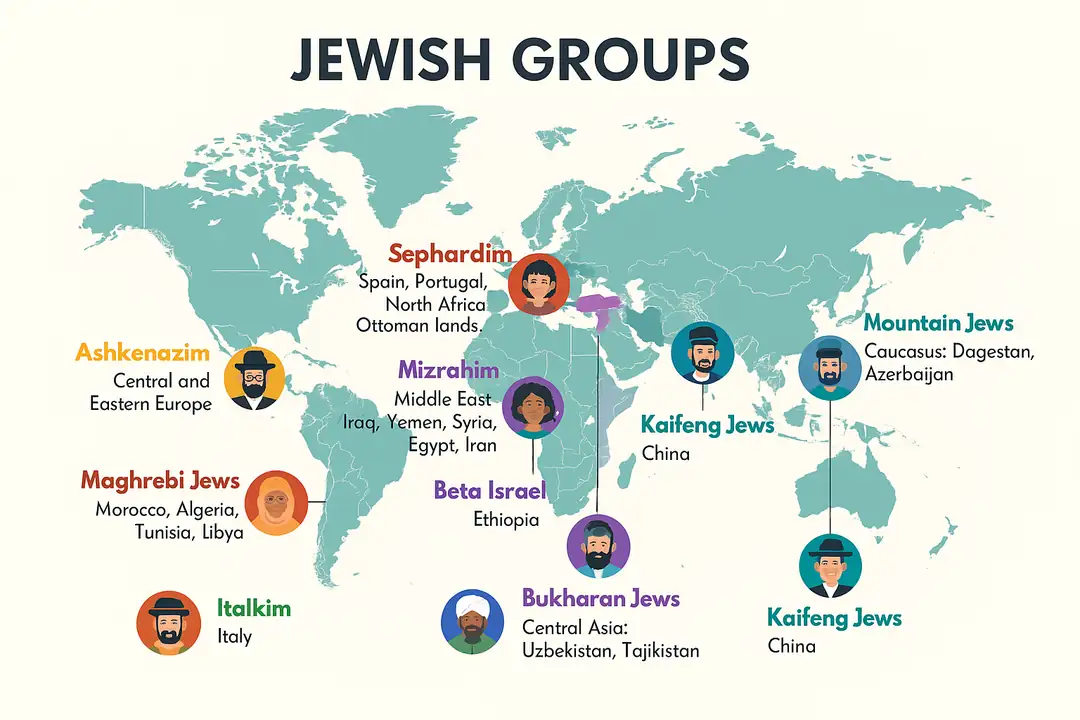 JEWISH GROUPS
Sephardim
Spain, Portugal,
North Africa
Ottoman lands.
Ashkenazim
Central and
Eastern Europe
Mizrahim
Middle East
Iraq, Yemen, Syria,
Egypt, Iran
Mountain Jews
Caucasus: Dagestan,
Azerbaijan
Kaifeng Jews
China
Maghrebi Jews
Morocco, Algeria,
Tunisia, Libya
Beta Israel
Ethiopia
Italkim
Italy
Bukharan Jews
Central Asia:
Uzbekistan, Tajikistan
Kaifeng Jews
China